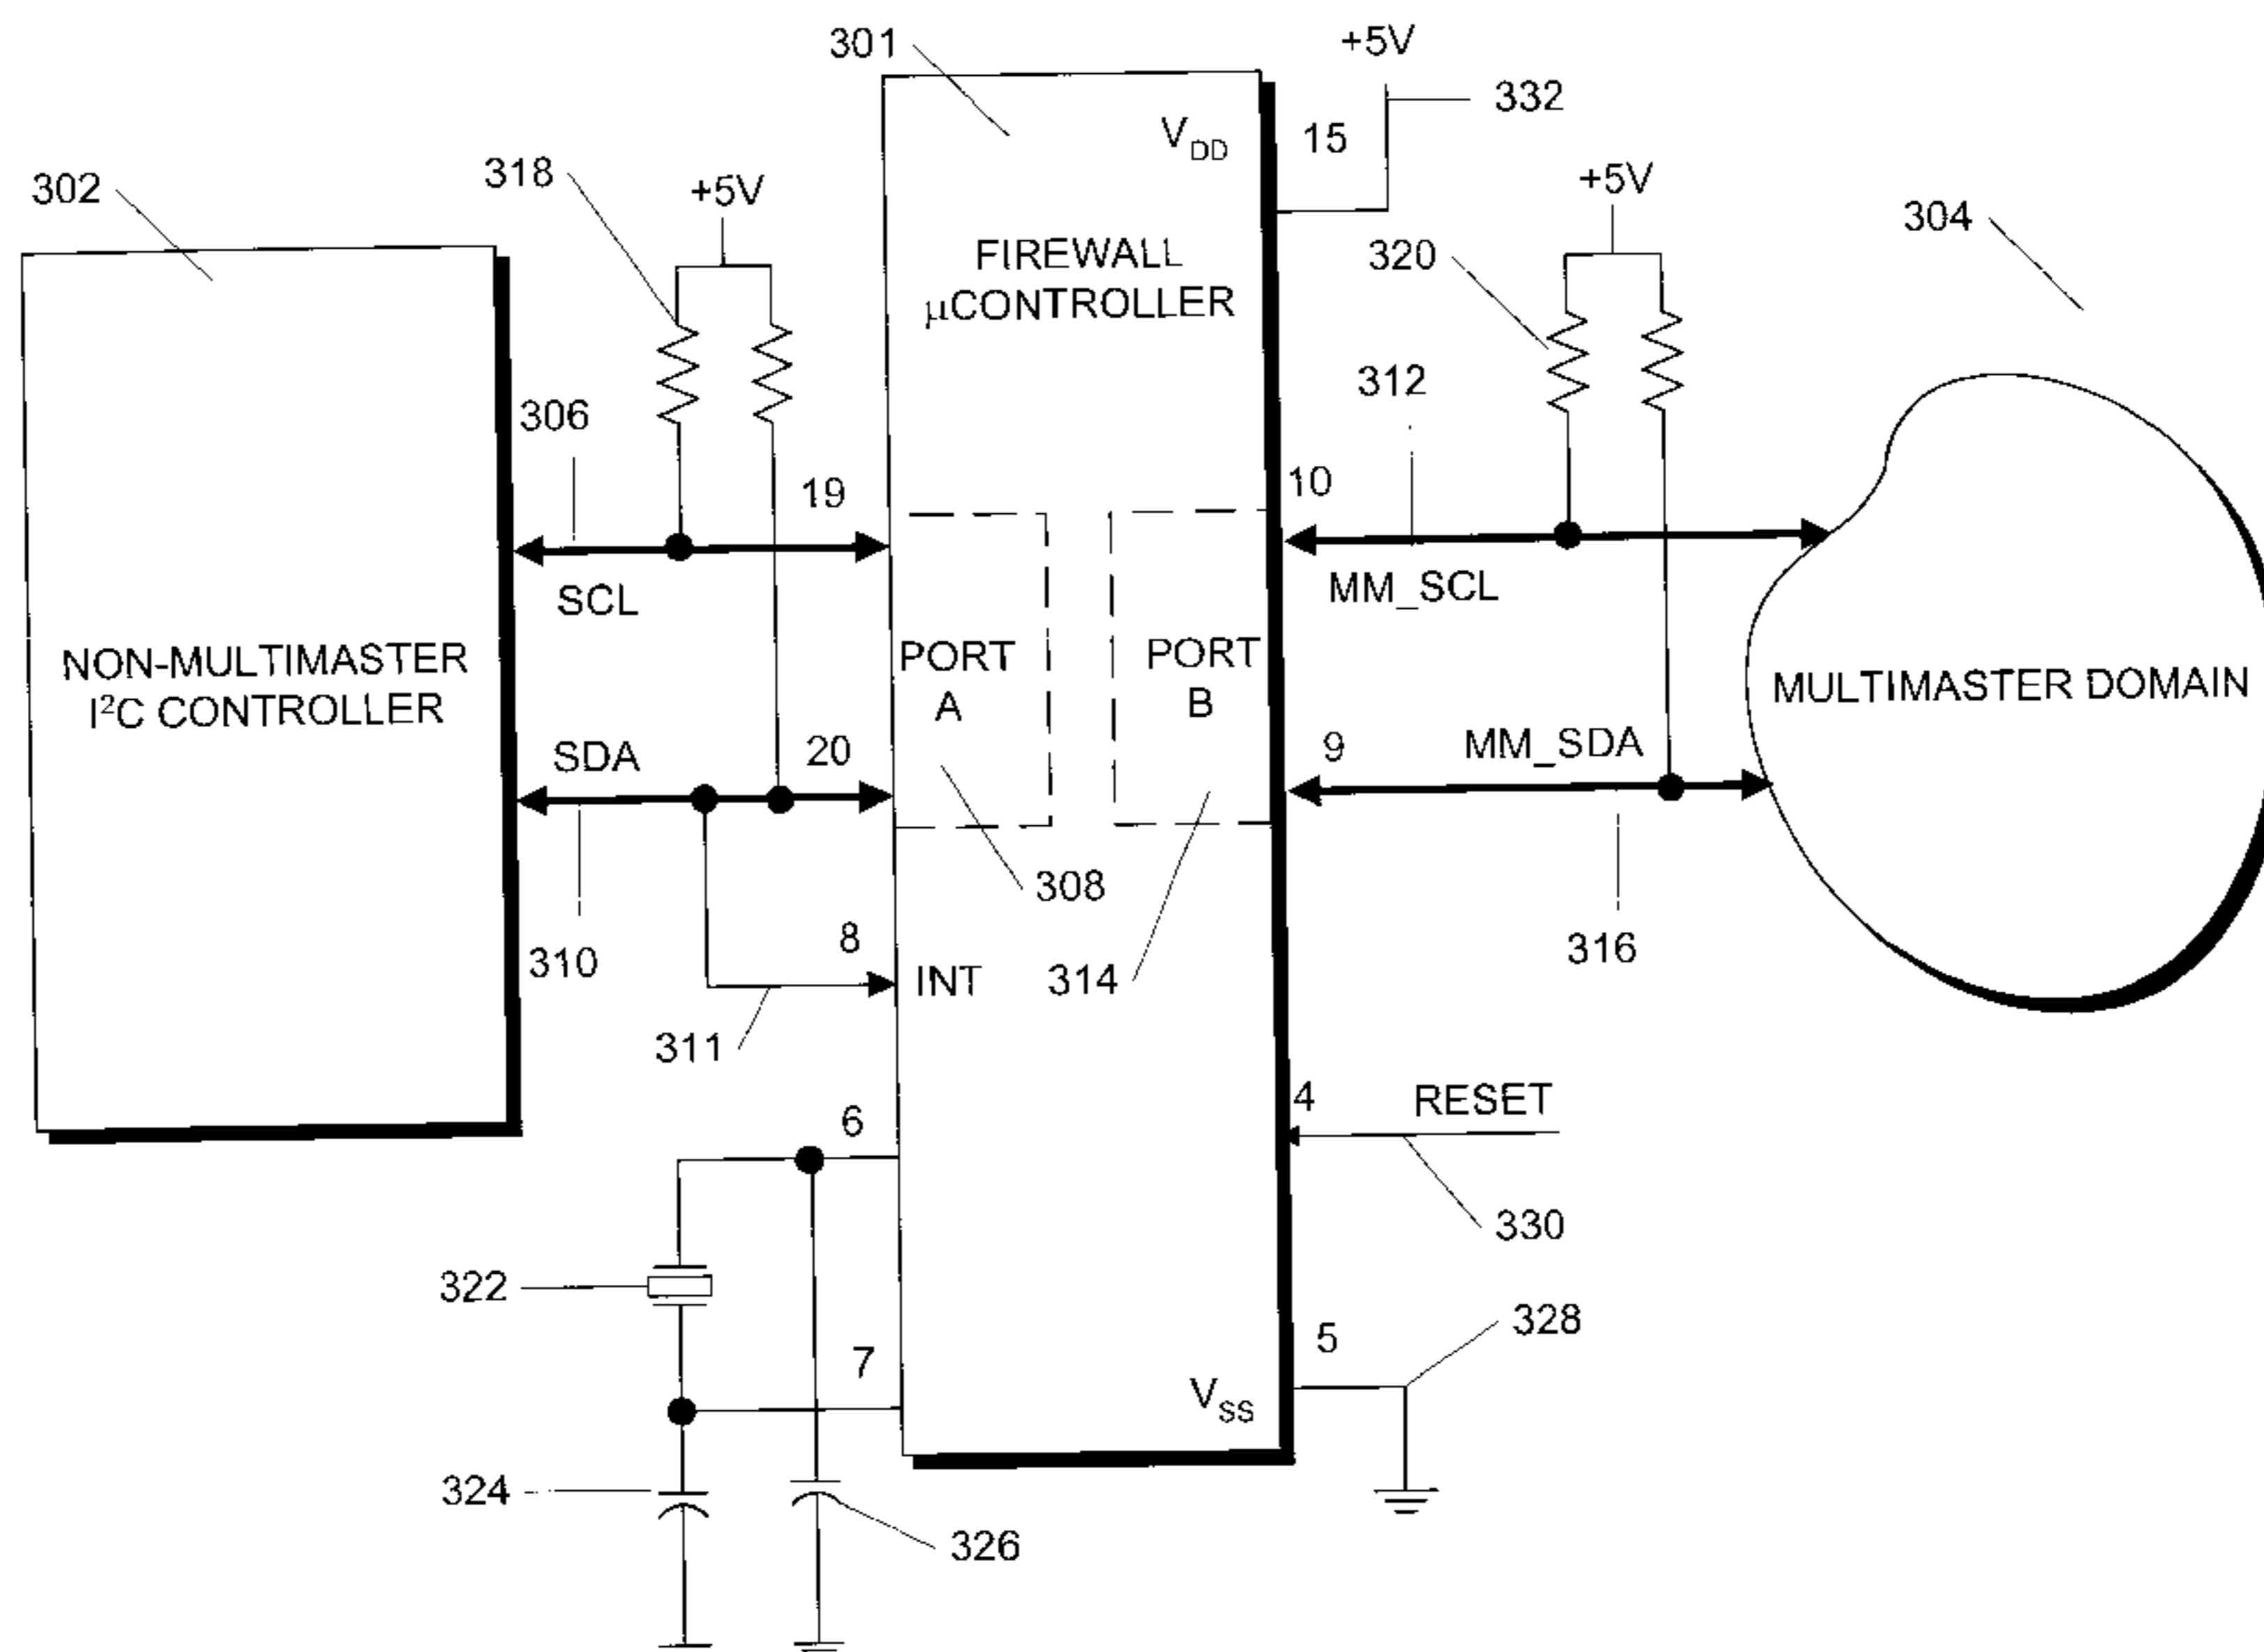 301
+5V
332
15
V_DD
318
+5V
302
+5V
304
320
FIREWALL
µCONTROLLER
312
306
19
10
SCL
MM_SCL
NON-MULTIMASTER
I²C CONTROLLER
PORT
A
PORT
B
MULTIMASTER DOMAIN
SDA
20
9
MM_SDA
308
8
310
INT
314
316
311
6
4
RESET
330
322
328
5
7
V_SS
324
326